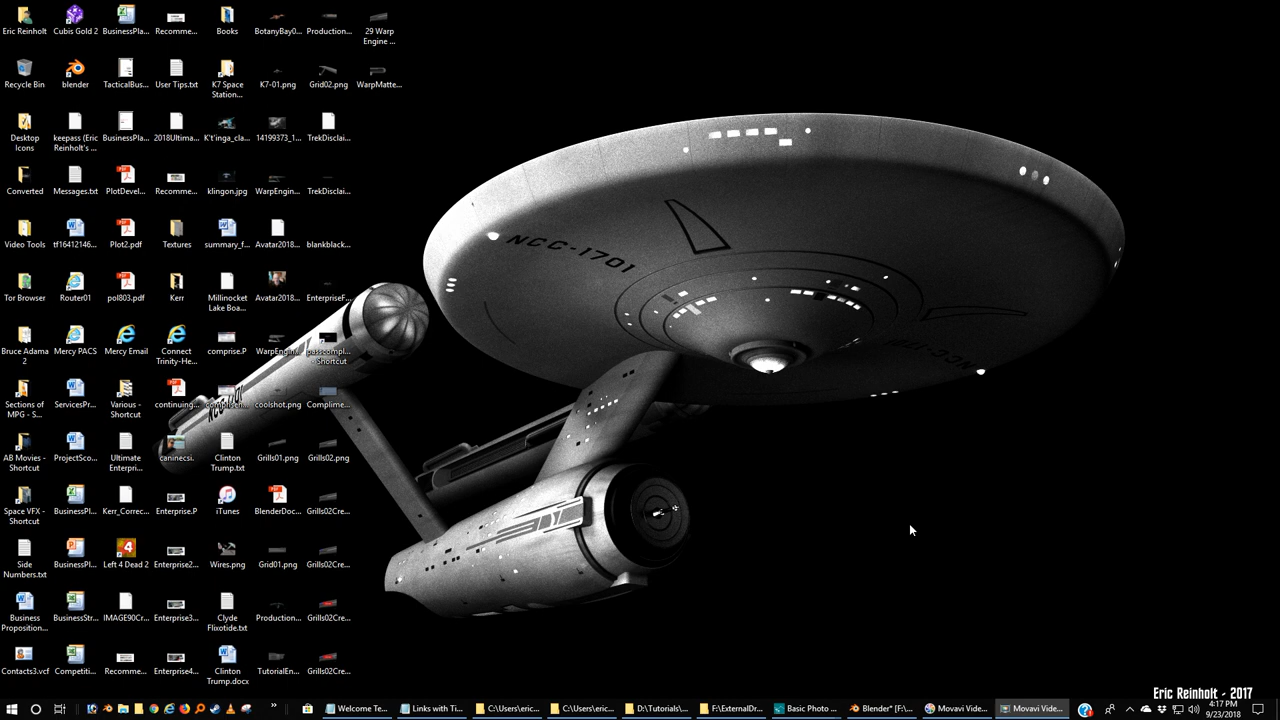 Eric Reinholt
Cubis Gold 2
BusinessPla...
Recomme...
Books
BotanyBay0...
Production...
29 Warp
Engine ...
Recycle Bin
blender
TacticalBus...
User Tips.txt
K7 Space
Station...
K7-01.png
Grid02.png
WarpMatte...
Desktop
Icons
keepass (Eric
Reinholt's ...
BusinessPla...
2018Ultima...
K't'inga_cla...
14199373_1...
TrekDisclai...
Converted
Messages.txt
PlotDevel...
Recomme...
klingon.jpg
WarpEngin...
TrekDisclai...
Video Tools
tf16412146...
Plot2.pdf
Textures
summary_f...
Avatar2018...
blankblack...
Tor Browser
Router01
pol803.pdf
Kerr
Millinocket
Lake Boa...
Avatar2018...
EnterpriseF...
Bruce Adama
2
Mercy PACS
Mercy Email
Connect
Trinity-He...
comprise.P
WarpEngin...
passcompl...
- Shortcut
Sections of
MPG - S...
ServicesPr...
Various -
Shortcut
continuing...
coolshot.png
Complime...
AB Movies -
Shortcut
ProjectSco...
Ultimate
Enterpri...
caninecsi.
Clinton
Trump.txt
Grills01.png
Grills02.png
Space VFX -
Shortcut
BusinessPl...
Kerr_Correc...
Enterprise.P
iTunes
BlenderDoc...
Grills02Cre...
Side
Numbers.txt
BusinessPl...
Left 4 Dead 2
Enterprise2...
Wires.png
Grid01.png
Grills02Cre...
Business
Proposition...
BusinessStr...
IMAGE90Cr...
Enterprise3...
Clyde
Flixotide.txt
Production...
Grills02Cre...
Contacts3.vcf
Competiti...
Recomme...
Enterprise4...
Clinton
Trump.docx
TutorialEn...
Grills02Cre...
NCC-1701
Eric Reinholt - 2017
Welcome Te...
Links with Ti...
C:\Users\eric...
C:\Users\eric...
D:\Tutorials\...
F:\ExternalDr...
Basic Photo ...
Blender* [F:\...
Movavi Vide...
Movavi Vide...
4:17 PM
9/23/2018